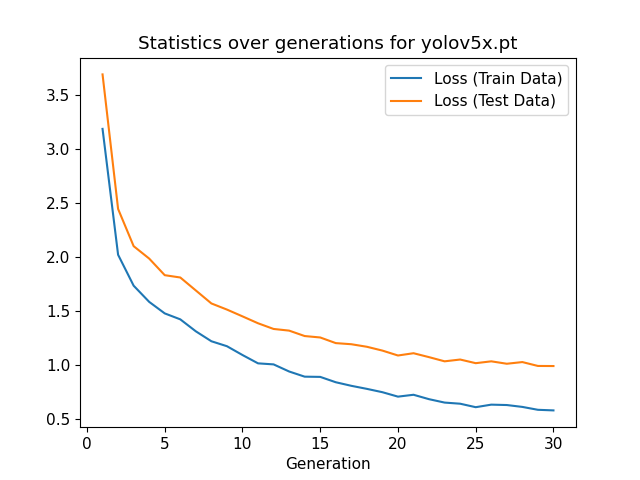 Statistics over generations for yolov5x.pt
Loss (Train Data)
Loss (Test Data)
3.5
3.0
2.5
2.0
1.5
1.0
0.5
0 5 10 15 20 25 30
Generation